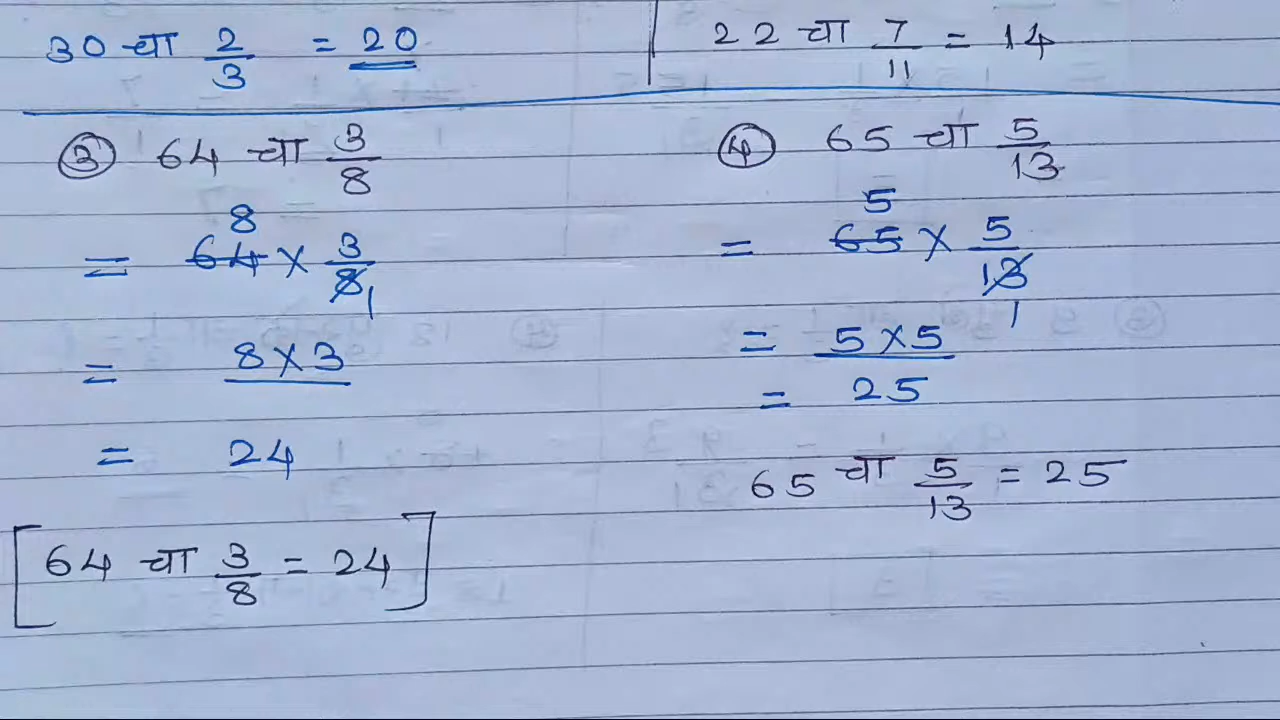 30 चा 2/3 = 20
22 चा 7/11 = 14
③ 64 चा 3/8
8
= 64 × 3/8 1
= 8 × 3
= 24
[64 चा 3/8 = 24]
④ 65 चा 5/13
5
= 65 × 5/13
1
= 5 × 5
= 25
65 चा 5/13 = 25